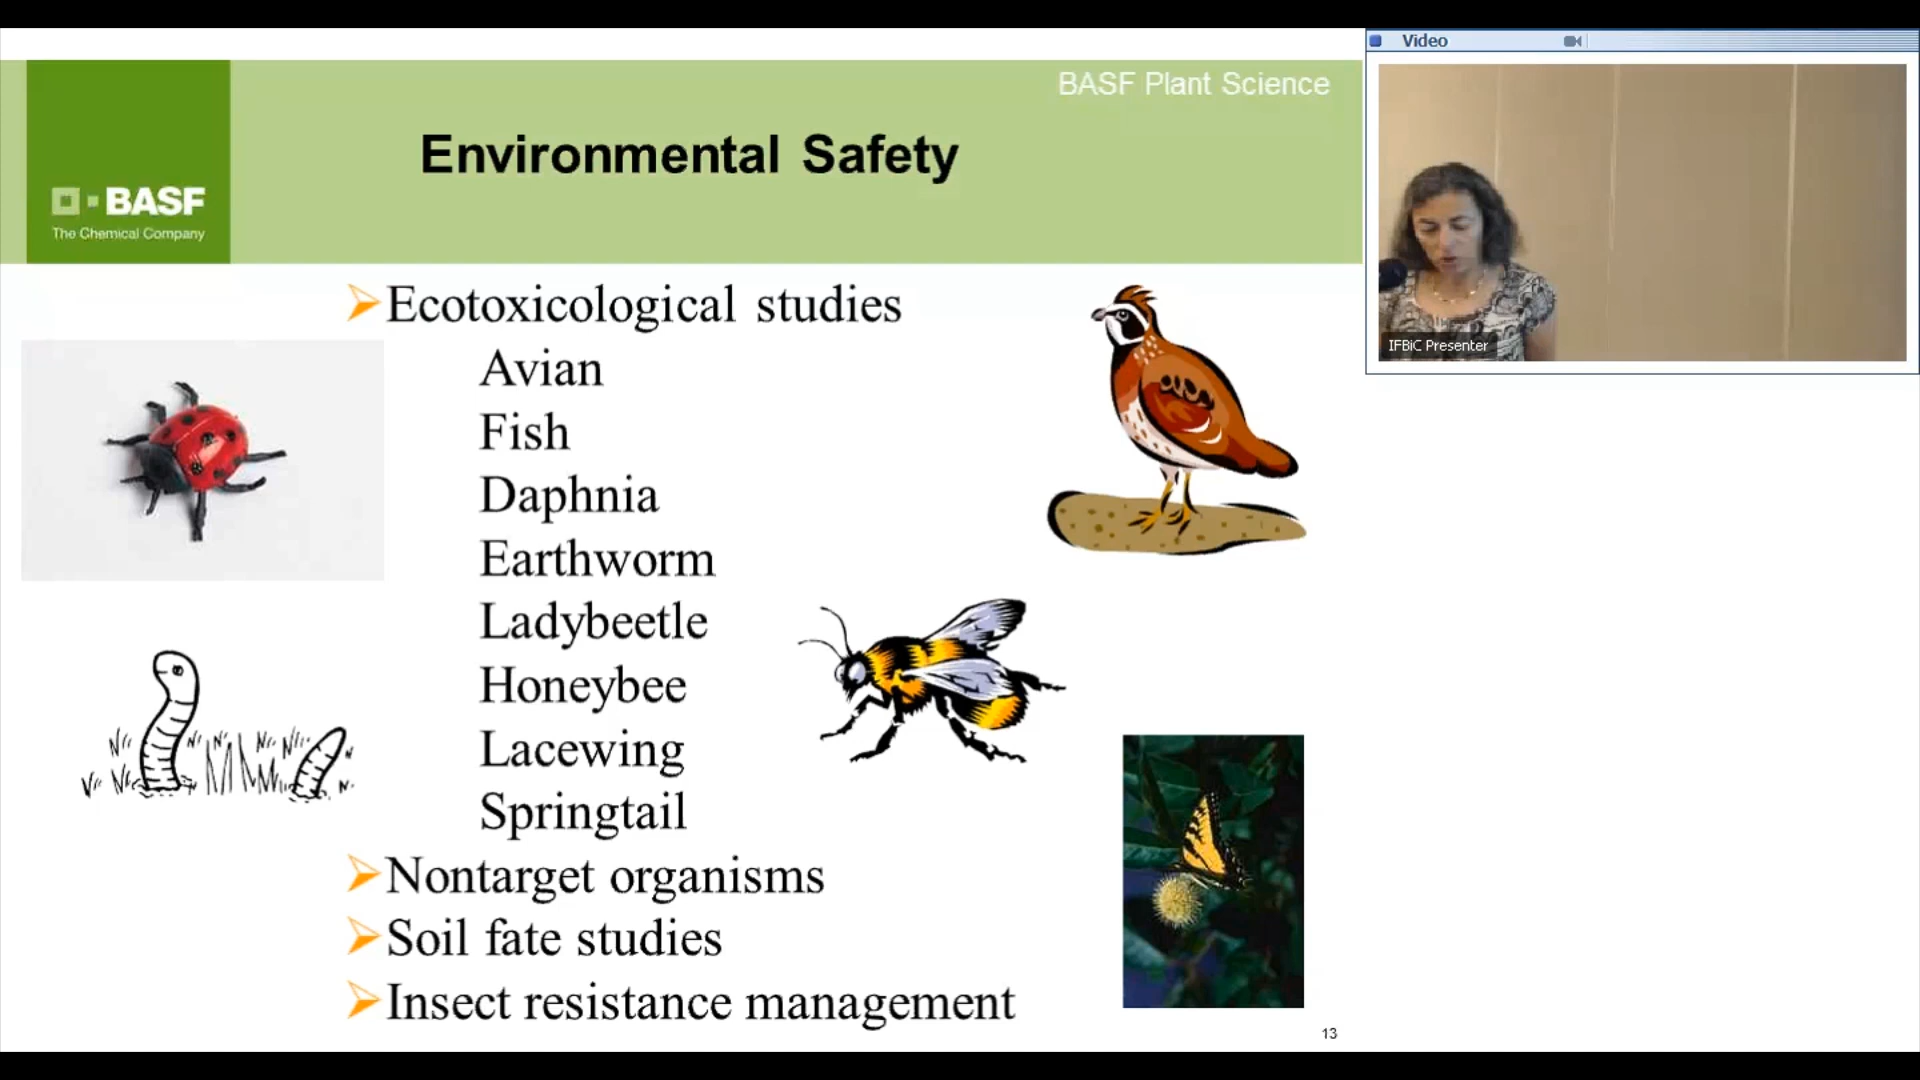 BASF Plant Science
Environmental Safety
BASF
The Chemical Company
Ecotoxicological studies
Avian
Fish
Daphnia
Earthworm
Ladybeetle
Honeybee
Lacewing
Springtail
Nontarget organisms
Soil fate studies
Insect resistance management
13
Video
IFBiC Presenter